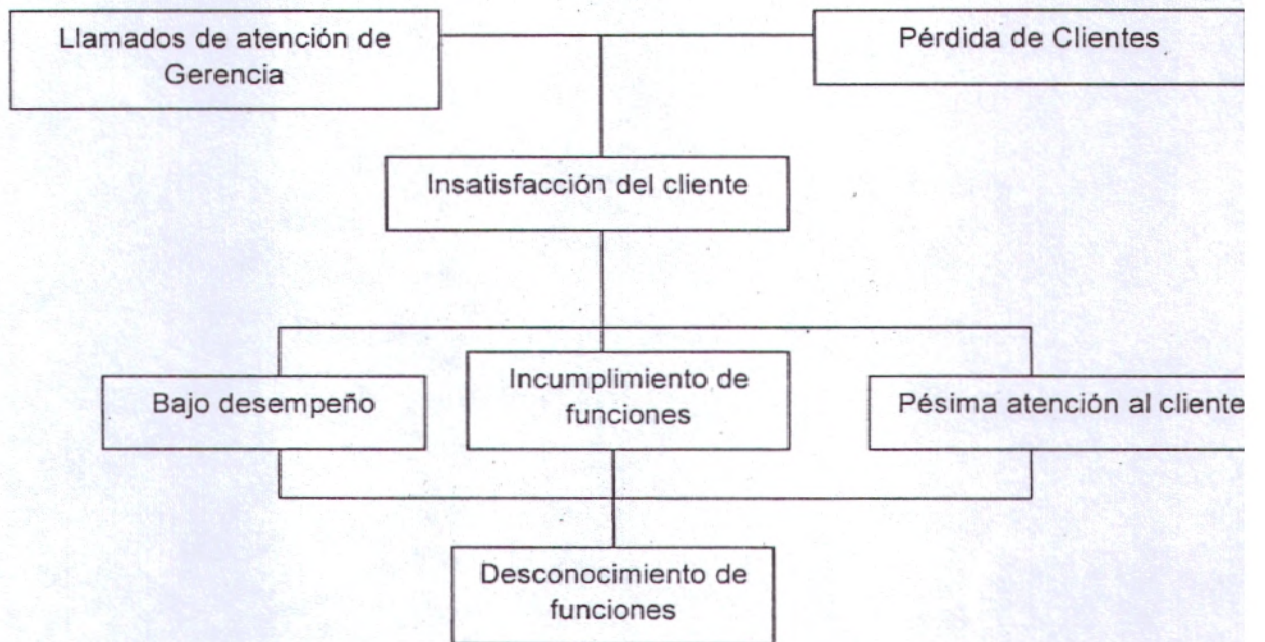 Llamados de atención de
Gerencia
Pérdida de Clientes
Insatisfacción del cliente
Bajo desempeño
Incumplimiento de
funciones
Pésima atención al cliente
Desconocimiento de
funciones